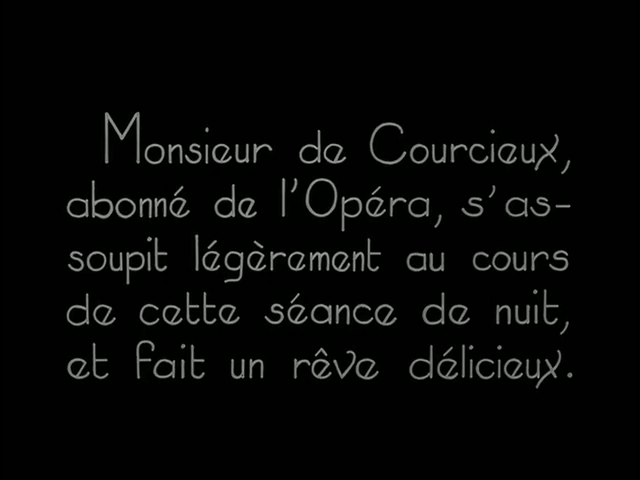 Monsieur de Courcieux,
abonné de l'Opéra, s'as-
soupit légèrement au cours
de cette séance de nuit,
et fait un rêve délicieux.